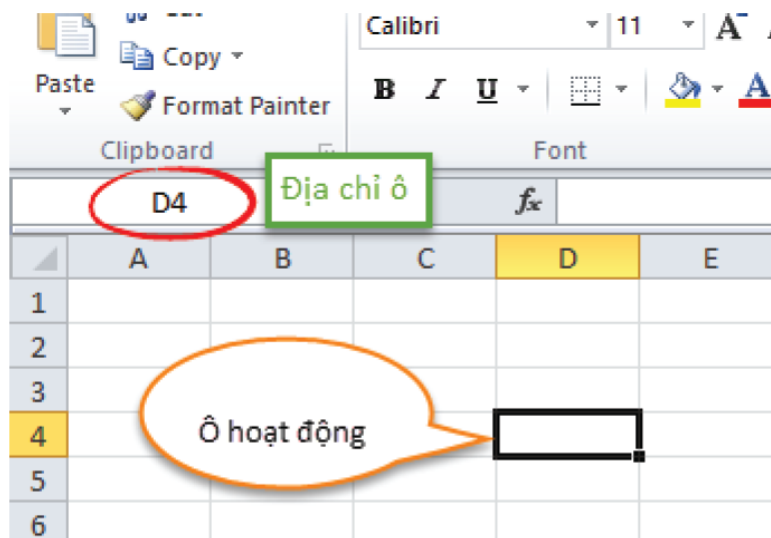 Calibri 11 A
Copy
Paste
Format Painter
B I U A
Clipboard Font
D4 Địa chỉ ô fx
A B C D E
1
2
3
4 Ô hoạt động
5
6